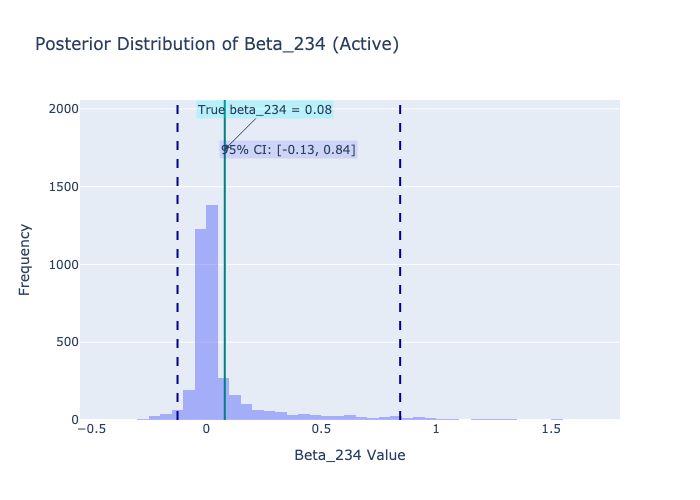 Posterior Distribution of Beta_234 (Active)
True beta_234 = 0.08
95% CI: [-0.13, 0.84]
Frequency
2000
1500
1000
500
0
−0.5
0
0.5
1
1.5
Beta_234 Value